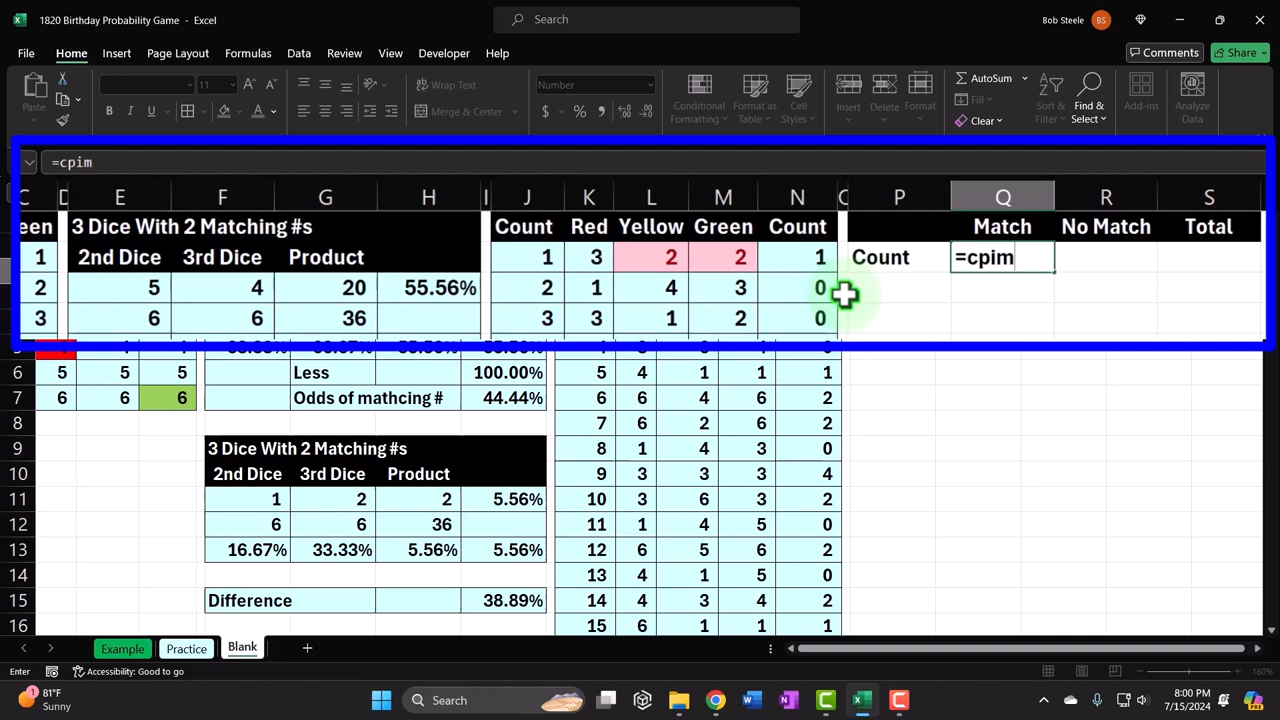 1820 Birthday Probability Game - Excel
Search
Bob Steele BS
File Home Insert Page Layout Formulas Data Review View Developer Help
Comments Share
Paste
11
Wrap Text
Merge & Center
Number
Conditional Formatting
Format as Table
Cell Styles
Insert
Delete
Format
AutoSum
Fill
Clear
Sort & Filter
Find & Select
Add-ins
Analyze Data
=cpim
C D E F G H I J K L M N P Q R S
een 3 Dice With 2 Matching #s Count Red Yellow Green Count Match No Match Total
1 2nd Dice 3rd Dice Product 1 3 2 2 1 Count =cpim
2 5 4 20 55.56% 2 1 4 3 0
3 6 6 36 3 3 1 2 0
6 5 5 5 Less 100.00% 5 4 1 1 1
7 6 6 6 Odds of mathcing # 44.44% 6 6 4 6 2
8 7 6 2 6 2
9 3 Dice With 2 Matching #s 8 1 4 3 0
10 2nd Dice 3rd Dice Product 9 3 3 3 4
11 1 2 2 5.56% 10 3 6 3 2
12 6 6 36 11 1 4 5 0
13 16.67% 33.33% 5.56% 5.56% 12 6 5 6 2
14 13 4 1 5 0
15 Difference 38.89% 14 4 3 4 2
16 15 6 1 1 1
Example Practice Blank
Enter Accessibility: Good to go 160%
81°F
Sunny
Search
8:00 PM
7/15/2024